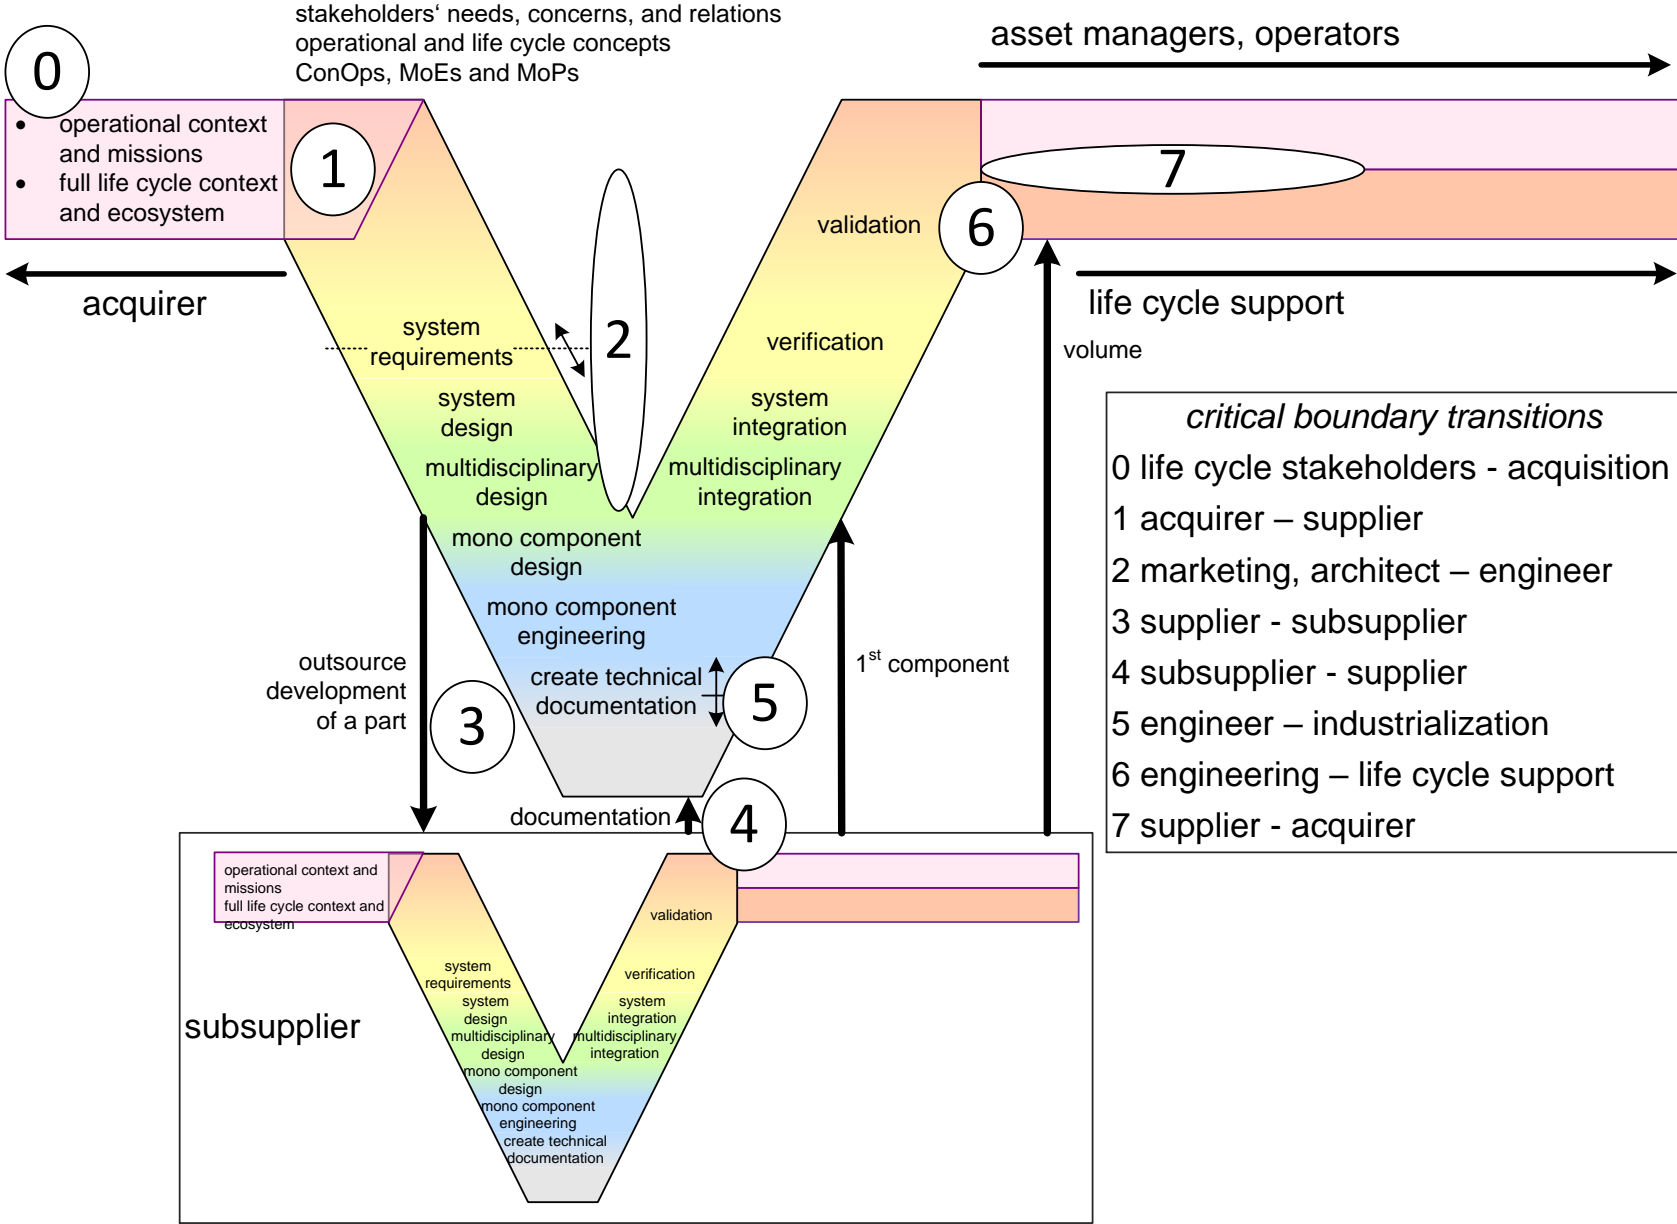 stakeholders‘ needs, concerns, and relations
operational and life cycle concepts
ConOps, MoEs and MoPs
asset managers, operators
0
• operational context
and missions
• full life cycle context
and ecosystem
1
acquirer
2
7
validation
6
life cycle support
volume
system
requirements
verification
system
design
system
integration
multidisciplinary
design
multidisciplinary
integration
mono component
design
mono component
engineering
create technical
documentation
5
1st component
outsource
development
of a part
3
documentation
4
critical boundary transitions
0 life cycle stakeholders - acquisition
1 acquirer – supplier
2 marketing, architect – engineer
3 supplier - subsupplier
4 subsupplier - supplier
5 engineer – industrialization
6 engineering – life cycle support
7 supplier - acquirer
operational context and
missions
full life cycle context and
ecosystem
validation
system
requirements
verification
system
design
system
integration
multidisciplinary
design
multidisciplinary
integration
mono component
design
mono component
engineering
create technical
documentation
subsupplier